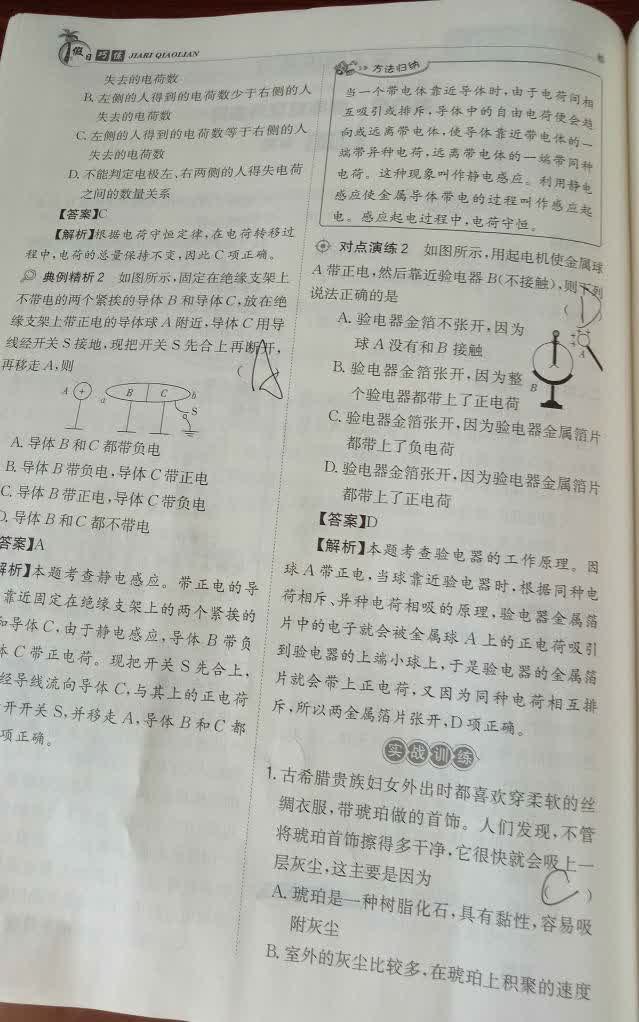 假日巧练 JIARI QIAOLIAN
失去的电荷数
B. 左侧的人得到的电荷数少于右侧的人
失去的电荷数
C. 左侧的人得到的电荷数等于右侧的人
失去的电荷数
D. 不能判定电极左、右两侧的人得失电荷
之间的数量关系
【答案】C
【解析】根据电荷守恒定律,在电荷转移过
程中,电荷的总量保持不变,因此C项正确。
典例精析2 如图所示,固定在绝缘支架上
不带电的两个紧挨的导体B和导体C,放在绝
缘支架上带正电的导体球A附近,导体C用导
线经开关S接地,现把开关S先合上再断开,
再移走A,则 ( A
A + a B C b S
A. 导体B和C都带负电
B. 导体B带负电,导体C带正电
C. 导体B带正电,导体C带负电
D. 导体B和C都不带电
答案】A
解析】本题考查静电感应。带正电的导
靠近固定在绝缘支架上的两个紧挨的
和导体C,由于静电感应,导体B带负
体C带正电荷。现把开关S先合上,
经导线流向导体C,与其上的正电荷
开开关S,并移走A,导体B和C都
项正确。
方法归纳
当一个带电体靠近导体时,由于电荷间相
互吸引或排斥,导体中的自由电荷便会趋
向或远离带电体,使导体靠近带电体的一
端带异种电荷,远离带电体的一端带同种
电荷。这种现象叫作静电感应。利用静电
感应使金属导体带电的过程叫作感应起
电。感应起电过程中,电荷守恒。
对点演练2 如图所示,用起电机使金属球
A带正电,然后靠近验电器B(不接触),则下列
说法正确的是 ( D )
A. 验电器金箔不张开,因为
球A没有和B接触
B. 验电器金箔张开,因为整
个验电器都带上了正电荷
B A
C. 验电器金箔张开,因为验电器金属箔片
都带上了负电荷
D. 验电器金箔张开,因为验电器金属箔片
都带上了正电荷
【答案】D
【解析】本题考查验电器的工作原理。因
球A带正电,当球靠近验电器时,根据同种电
荷相斥、异种电荷相吸的原理,验电器金属箔
片中的电子就会被金属球A上的正电荷吸引
到验电器的上端小球上,于是验电器的金属箔
片就会带上正电荷,又因为同种电荷相互排
斥,所以两金属箔片张开,D项正确。
实战训练
1. 古希腊贵族妇女外出时都喜欢穿柔软的丝
绸衣服,带琥珀做的首饰。人们发现,不管
将琥珀首饰擦得多干净,它很快就会吸上一
层灰尘,这主要是因为 ( C )
A. 琥珀是一种树脂化石,具有黏性,容易吸
附灰尘
B. 室外的灰尘比较多,在琥珀上积聚的速度